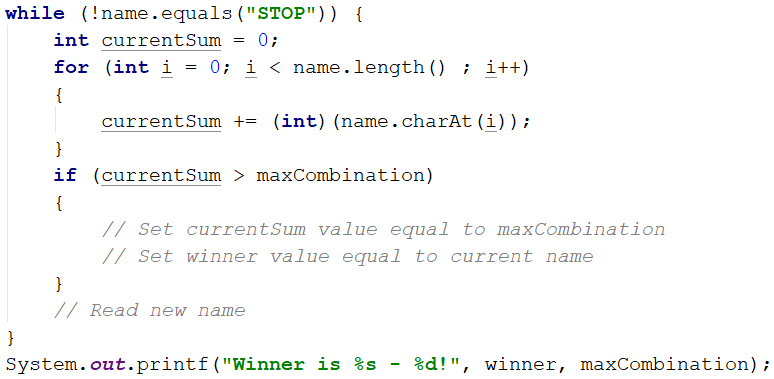 while (!name.equals("STOP")) {
    int currentSum = 0;
    for (int i = 0; i < name.length() ; i++)
    {
        currentSum += (int)(name.charAt(i));
    }
    if (currentSum > maxCombination)
    {
        // Set currentSum value equal to maxCombination
        // Set winner value equal to current name
    }
    // Read new name
}
System.out.printf("Winner is %s - %d!", winner, maxCombination);